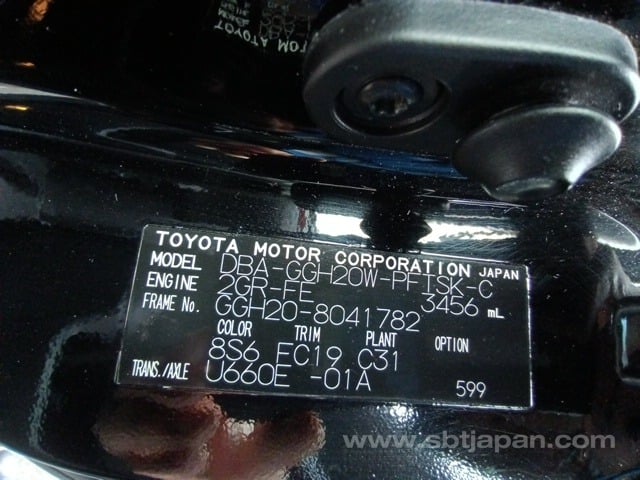 TOYOTA MOTOR CORPORATION JAPAN
MODEL DBA-GGH20W-PFTSK-C
ENGINE 2GR-FE 3456 mL
FRAME No. GGH20-8041782
COLOR TRIM PLANT OPTION
8S6 FC19 C31
TRANS./AXLE U660E -01A 599
www.sbtjapan.com